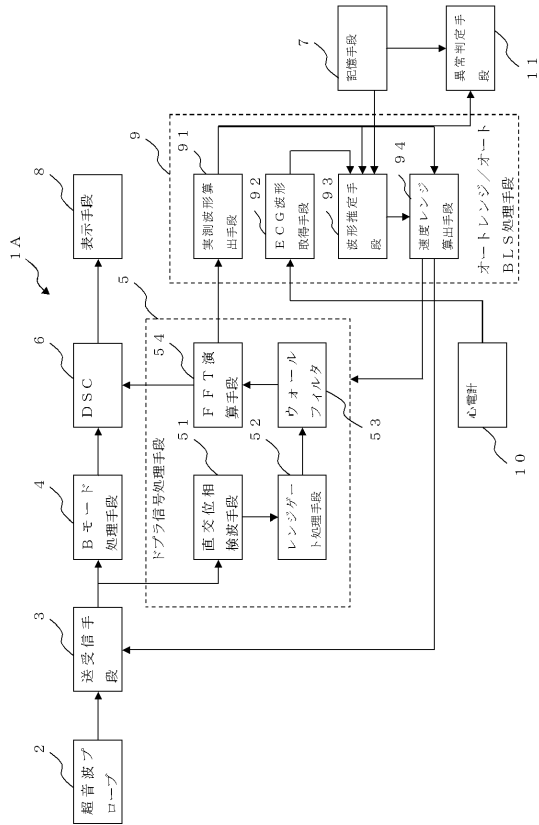 1A
2
超音波プ
ローブ
3
送受信手
段
4
Bモード
処理手段
6
DSC
8
表示手段
5
ドプラ信号処理手段
51
直交位相
検波手段
52
レンジゲー
ト処理手段
53
ウォール
フィルタ
54
FFT演
算手段
9
91
実測波形算
出手段
92
ECG波形
取得手段
93
波形推定手
段
94
速度レンジ
算出手段
オートレンジ/オート
BLS処理手段
7
記憶手段
11
異常判定手
段
10
心電計